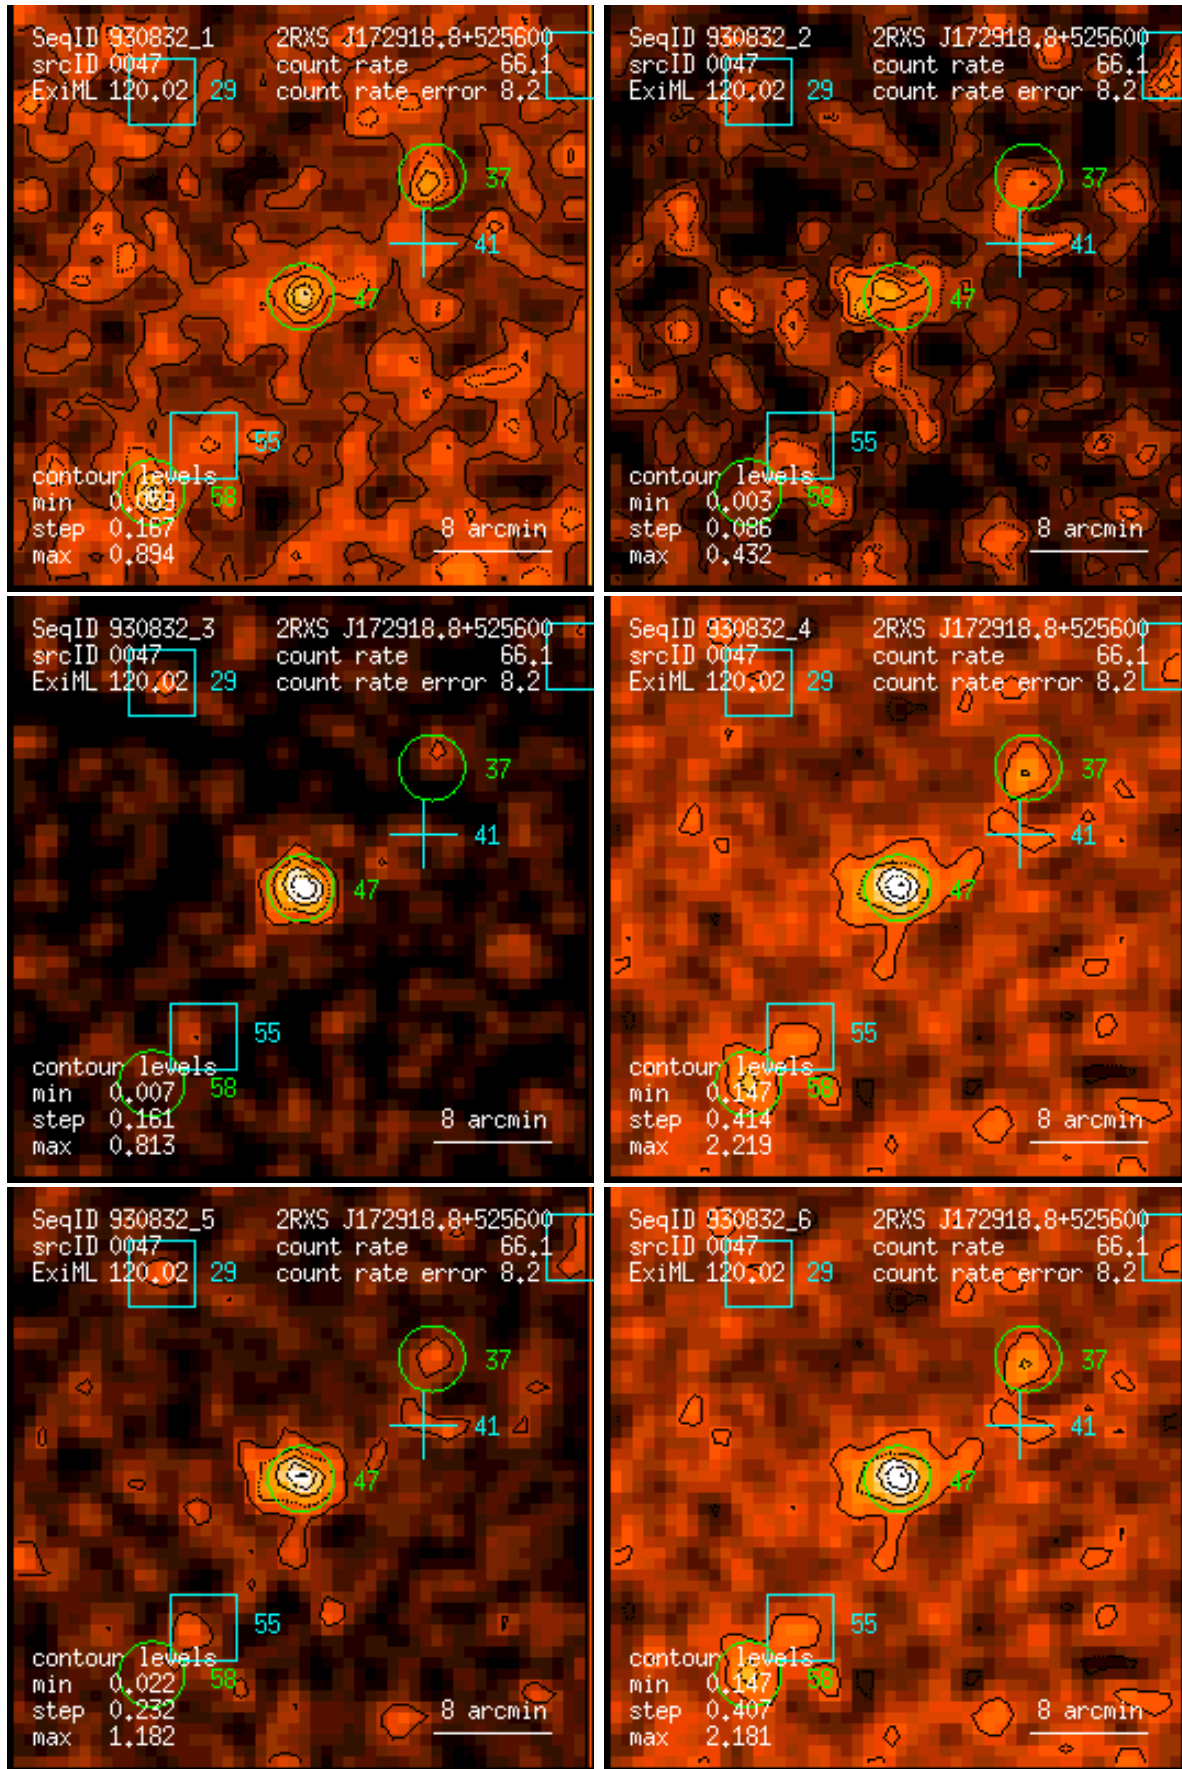 SeqID 930832_1 2RXS J172918.8+525600
srcID 0047 count rate 66.1
ExiML 120.02 29 count rate error 8.2
37
41
47
55
contour levels
min 0.059 58
step 0.167 8 arcmin
max 0.894
SeqID 930832_2 2RXS J172918.8+525600
srcID 0047 count rate 66.1
ExiML 120.02 29 count rate error 8.2
37
41
47
55
contour levels
min 0.003 58
step 0.086 8 arcmin
max 0.432
SeqID 930832_3 2RXS J172918.8+525600
srcID 0047 count rate 66.1
ExiML 120.02 29 count rate error 8.2
37
41
47
55
contour levels
min 0.007 58
step 0.161 8 arcmin
max 0.813
SeqID 930832_4 2RXS J172918.8+525600
srcID 0047 count rate 66.1
ExiML 120.02 29 count rate error 8.2
37
41
47
55
contour levels
min 0.147 58
step 0.414 8 arcmin
max 2.219
SeqID 930832_5 2RXS J172918.8+525600
srcID 0047 count rate 66.1
ExiML 120.02 29 count rate error 8.2
37
41
47
55
contour levels
min 0.022 58
step 0.232 8 arcmin
max 1.182
SeqID 930832_6 2RXS J172918.8+525600
srcID 0047 count rate 66.1
ExiML 120.02 29 count rate error 8.2
37
41
47
55
contour levels
min 0.147 58
step 0.407 8 arcmin
max 2.181